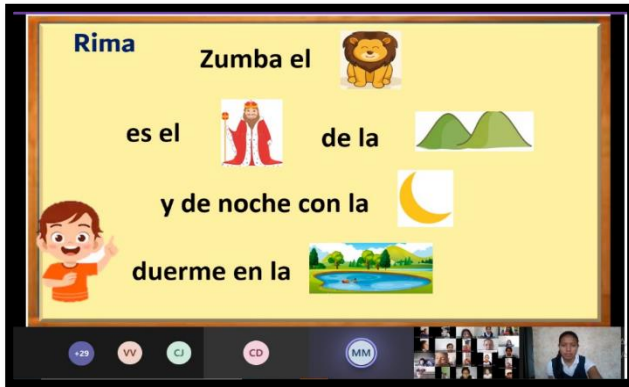 Rima
Zumba el
es el de la
y de noche con la
duerme en la
+29 VV CJ CD MM